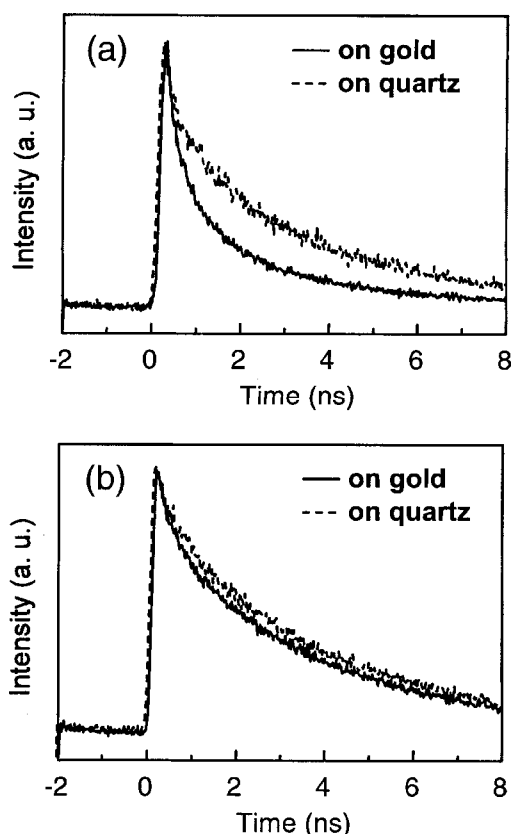 (a)
on gold
on quartz
Intensity (a. u.)
-2 0 2 4 6 8
Time (ns)
(b)
on gold
on quartz
Intensity (a. u.)
-2 0 2 4 6 8
Time (ns)